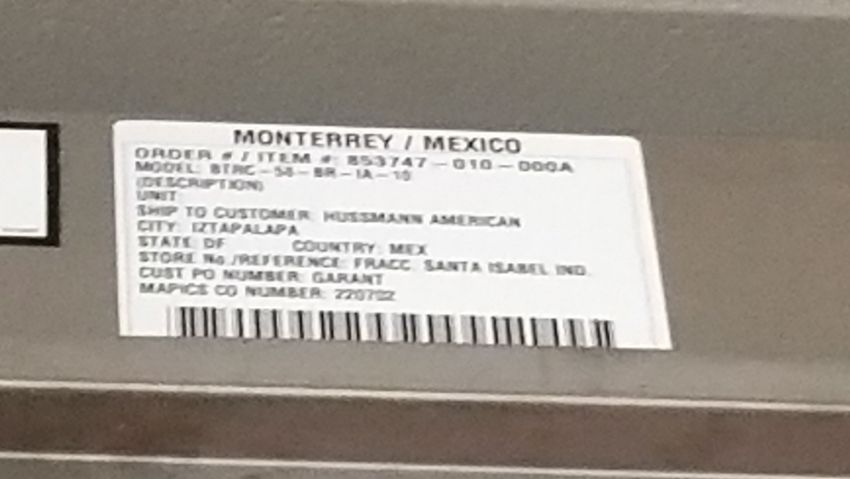 MONTERREY / MEXICO
ORDER # / ITEM #: 853747-010-000A
MODEL: BTRC-58-BR-IA-10
(DESCRIPTION)
UNIT:
SHIP TO CUSTOMER: HUSSMANN AMERICAN
CITY: IZTAPALAPA
STATE: DF COUNTRY: MEX
STORE No./REFERENCE: FRACC. SANTA ISABEL IND.
CUST PO NUMBER: GARANT
MAPICS CO NUMBER: 220702